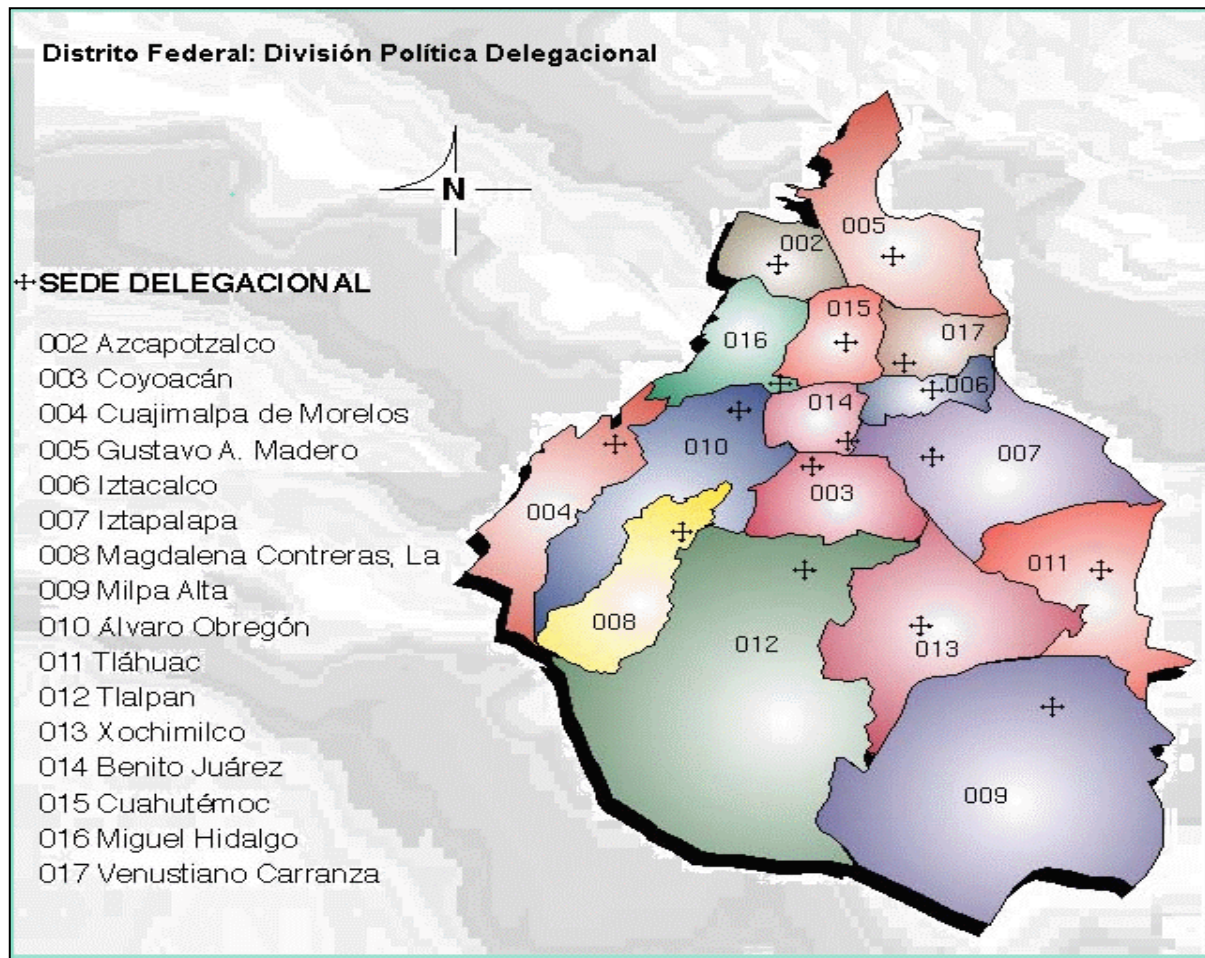 Distrito Federal: División Política Delegacional
N
SEDE DELEGACIONAL
002 Azcapotzalco
003 Coyoacán
004 Cuajimalpa de Morelos
005 Gustavo A. Madero
006 Iztacalco
007 Iztapalapa
008 Magdalena Contreras, La
009 Milpa Alta
010 Álvaro Obregón
011 Tláhuac
012 Tlalpan
013 Xochimilco
014 Benito Juárez
015 Cuahutémoc
016 Miguel Hidalgo
017 Venustiano Carranza
005
002
015
017
016
006
014
010
007
003
004
011
008
012
013
009